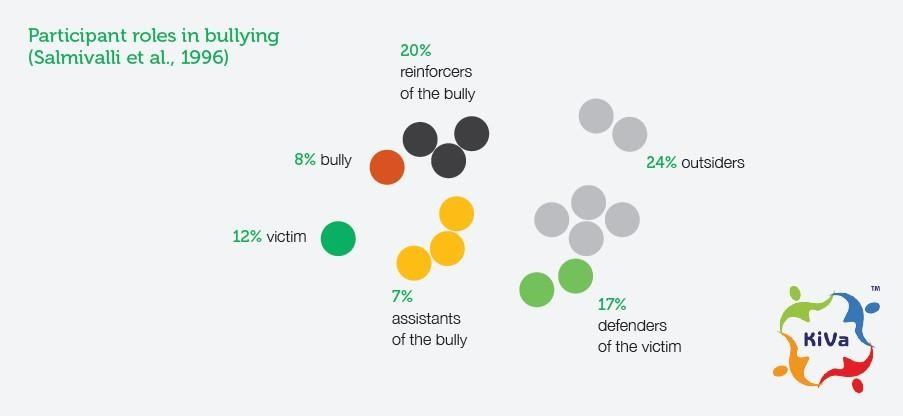 Participant roles in bullying
(Salmivalli et al., 1996)
20%
reinforcers
of the bully
8% bully
24% outsiders
12% victim
7%
assistants
of the bully
17%
defenders
of the victim
TM
KiVa